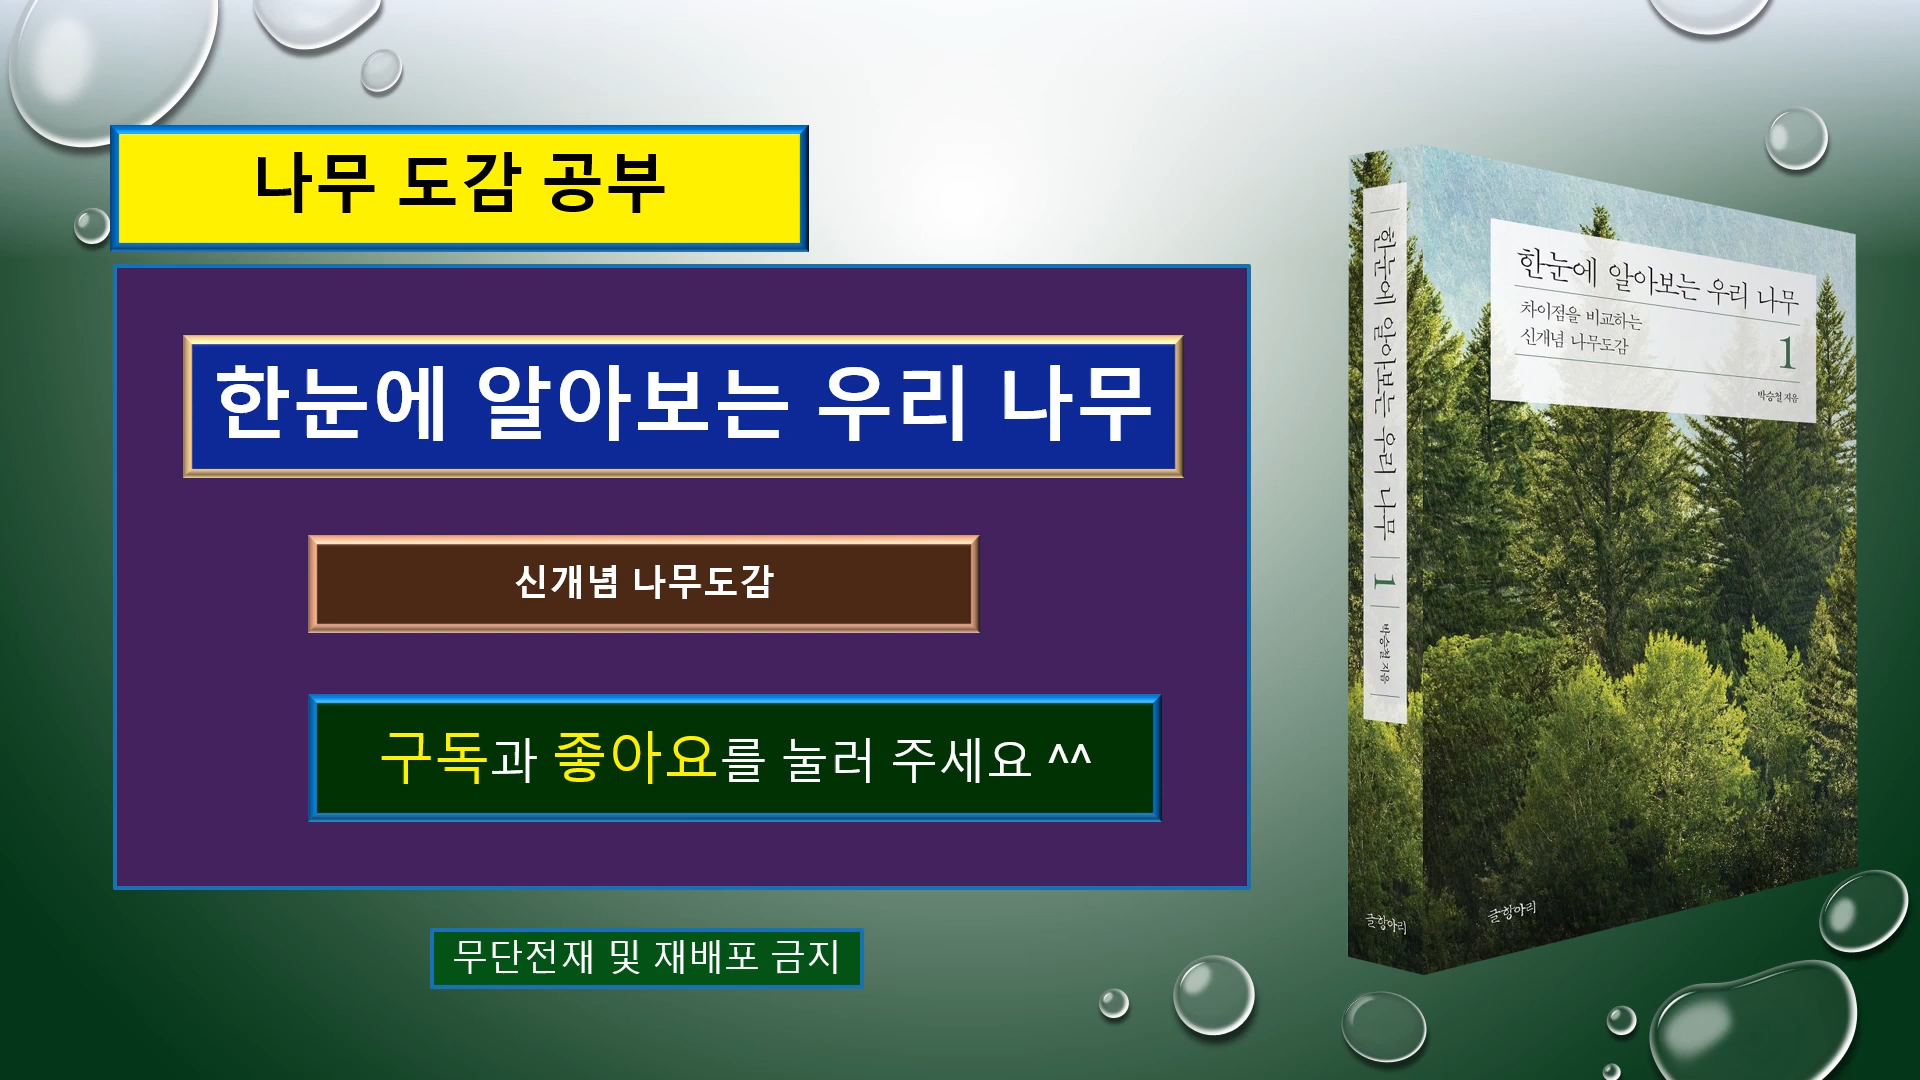 나무 도감 공부
한눈에 알아보는 우리 나무
신개념 나무도감
구독과 좋아요를 눌러 주세요 ^^
무단전재 및 재배포 금지
한눈에 알아보는 우리 나무 1 박승철 지음
글항아리
한눈에 알아보는 우리 나무
차이점을 비교하는
신개념 나무도감
1
박승철 지음
글항아리